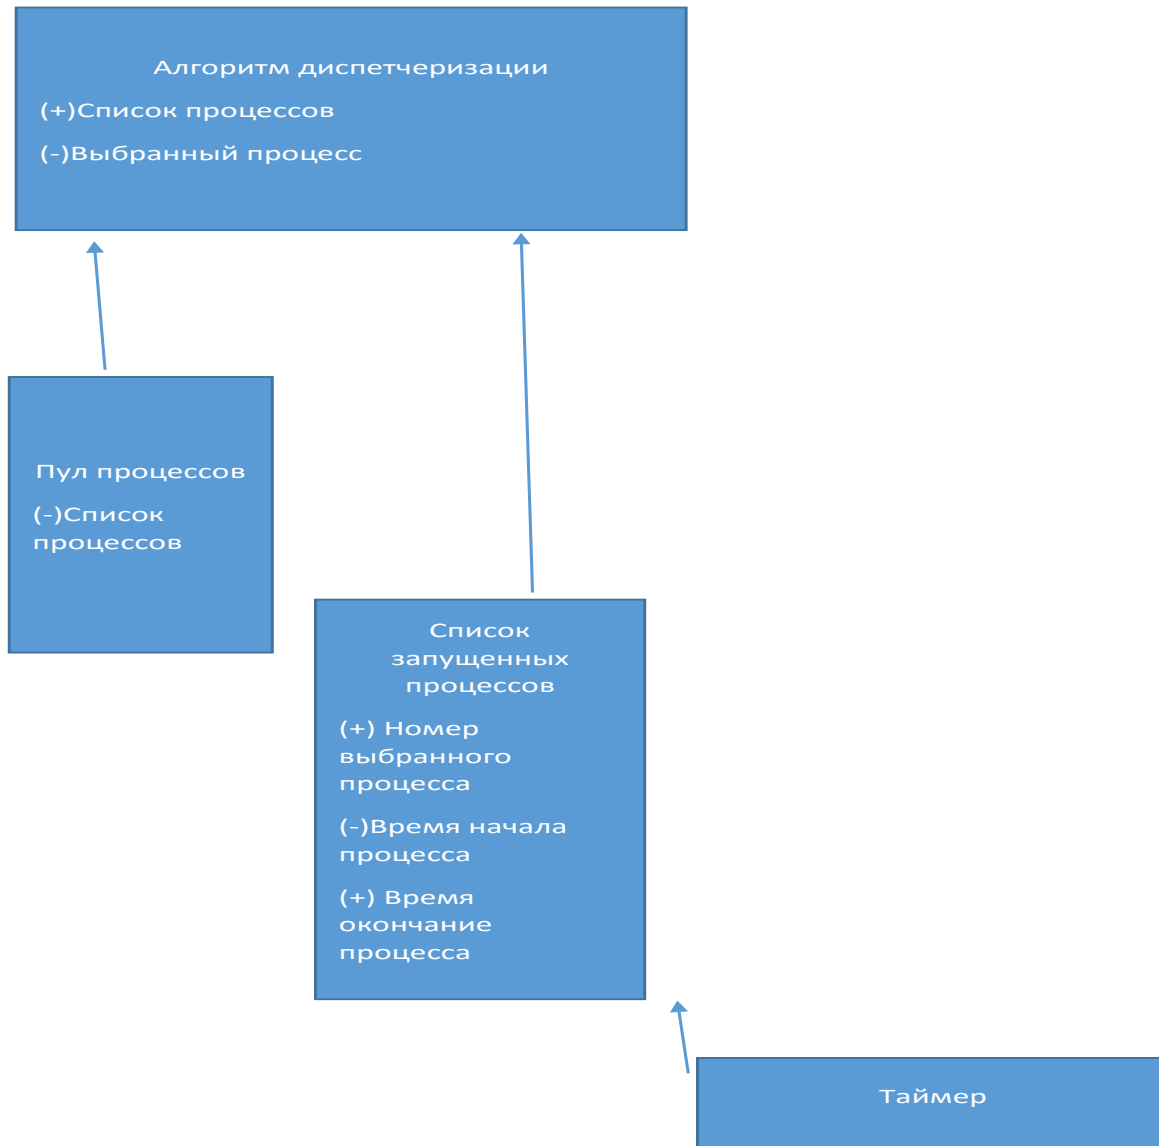 Алгоритм диспетчеризации
(+)Список процессов
(-)Выбранный процесс
Пул процессов
(-)Список
процессов
Список
запущенных
процессов
(+) Номер
выбранного
процесса
(-)Время начала
процесса
(+) Время
окончание
процесса
Таймер